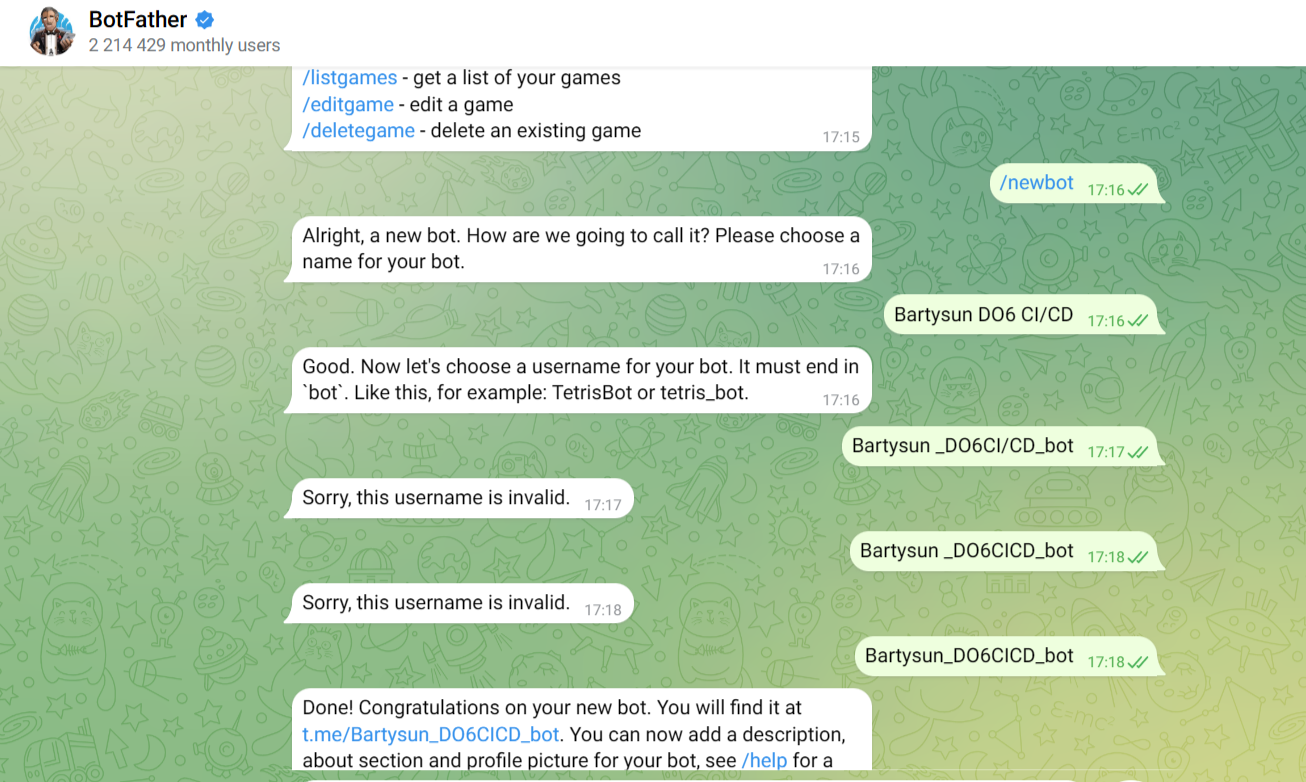 BotFather
2 214 429 monthly users
/listgames - get a list of your games
/editgame - edit a game
/deletegame - delete an existing game
17:15
/newbot 17:16
Alright, a new bot. How are we going to call it? Please choose a
name for your bot.
17:16
Bartysun DO6 CI/CD 17:16
Good. Now let's choose a username for your bot. It must end in
`bot`. Like this, for example: TetrisBot or tetris_bot.
17:16
Bartysun _DO6CI/CD_bot 17:17
Sorry, this username is invalid. 17:17
Bartysun _DO6CICD_bot 17:18
Sorry, this username is invalid. 17:18
Bartysun_DO6CICD_bot 17:18
Done! Congratulations on your new bot. You will find it at
t.me/Bartysun_DO6CICD_bot. You can now add a description,
about section and profile picture for your bot, see /help for a
E=mc²
E=mc²